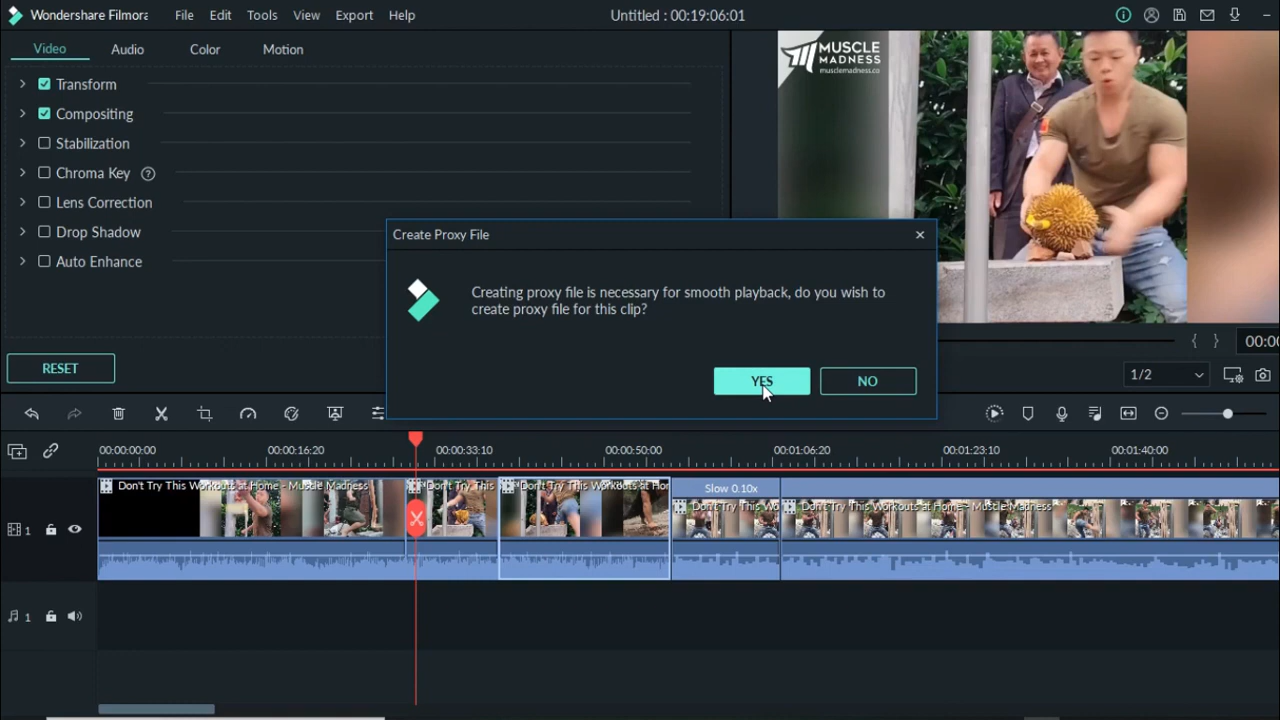 Wondershare Filmora
File
Edit
Tools
View
Export
Help
Untitled : 00:19:06:01
Video
Audio
Color
Motion
Transform
Compositing
Stabilization
Chroma Key
Lens Correction
Drop Shadow
Auto Enhance
RESET
MUSCLE
MADNESS
musclemadness.co
Create Proxy File
Creating proxy file is necessary for smooth playback, do you wish to
create proxy file for this clip?
YES
NO
{ }
00:00
1/2
00:00:00:00
00:00:16:20
00:00:33:10
00:00:50:00
00:01:06:20
00:01:23:10
00:01:40:00
Don't Try This Workouts at Home - Muscle Madness
Don't Try This
Don't Try This Workouts at Hom
Slow 0.10x
Don't Try This Wo
Don't Try This Workouts at Home - Muscle Madness
1
1